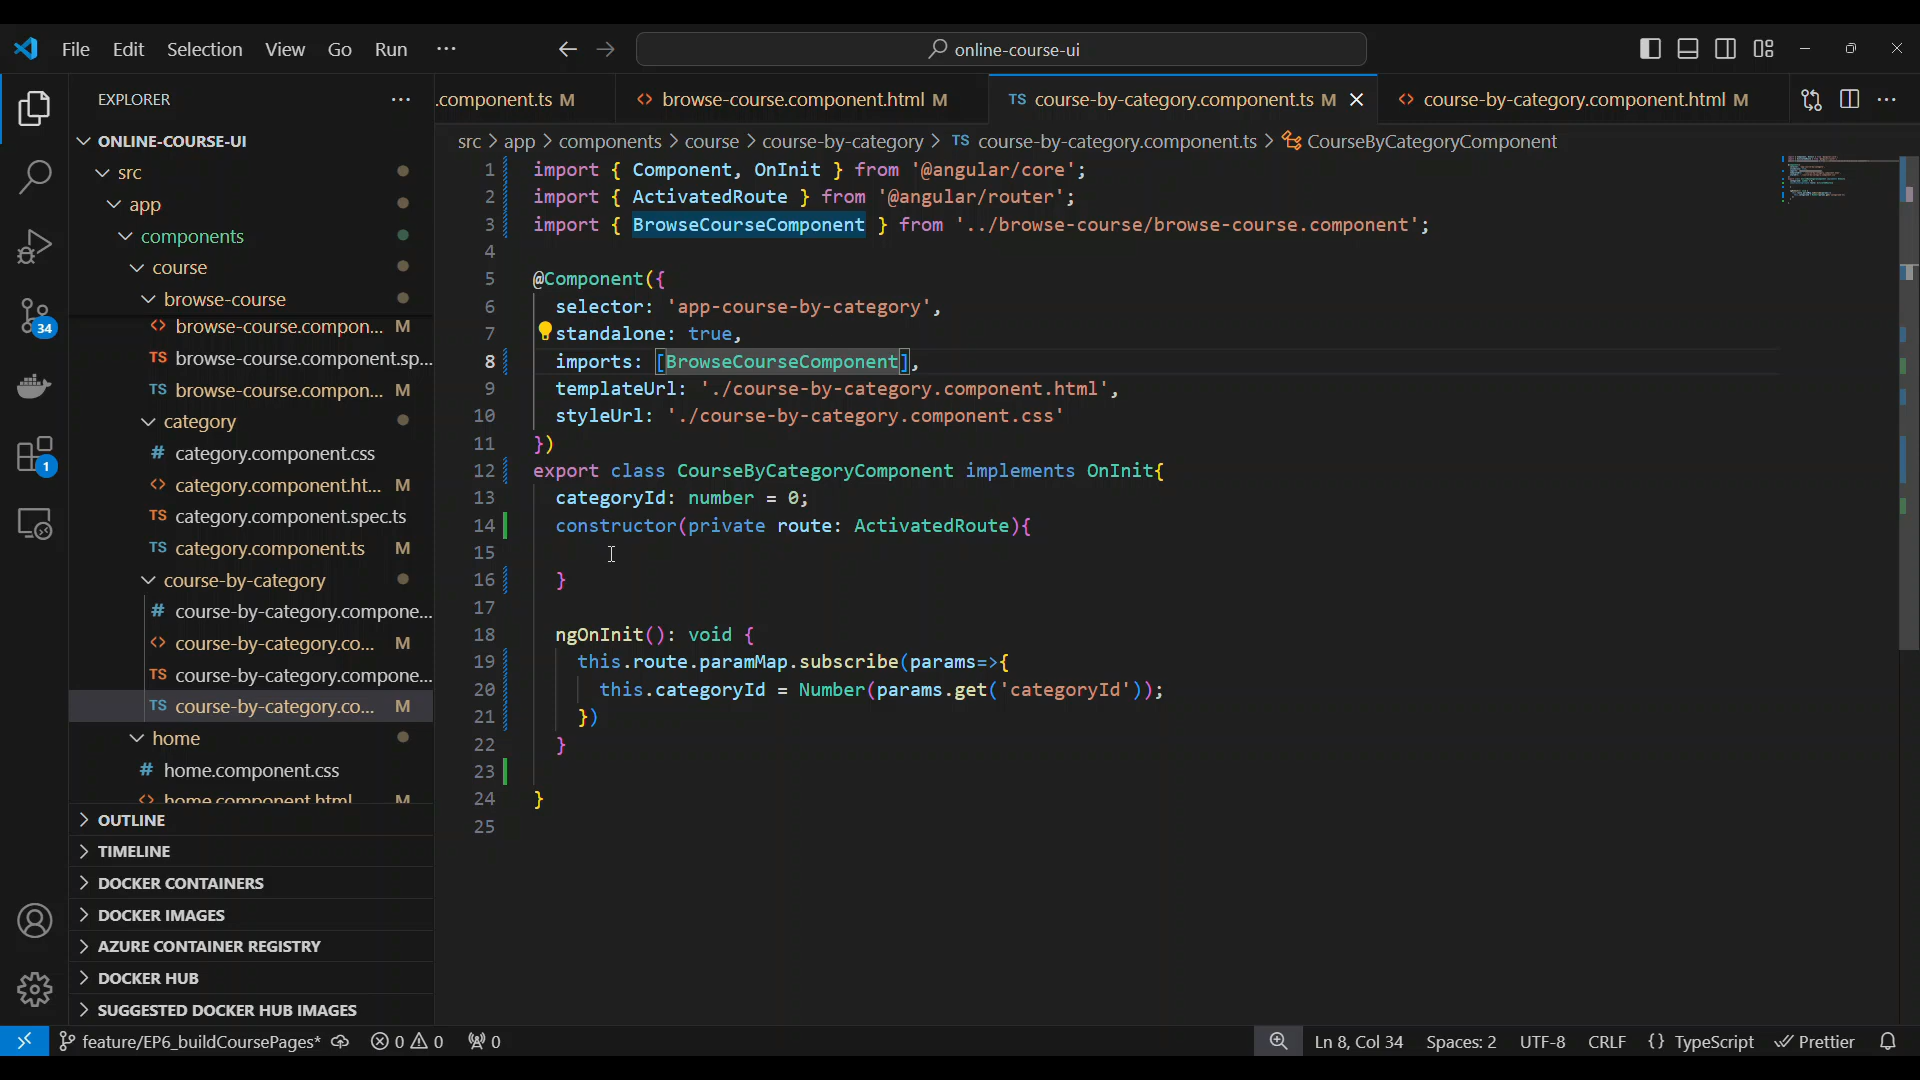 File Edit Selection View Go Run ···
online-course-ui
EXPLORER
.component.ts M
<> browse-course.component.html M
TS course-by-category.component.ts M
<> course-by-category.component.html M
src > app > components > course > course-by-category > TS course-by-category.component.ts > CourseByCategoryComponent
ONLINE-COURSE-UI
src
app
components
course
browse-course
<> browse-course.compon... M
TS browse-course.component.sp...
TS browse-course.compon... M
category
# category.component.css
<> category.component.ht... M
TS category.component.spec.ts
TS category.component.ts M
course-by-category
# course-by-category.compone...
<> course-by-category.co... M
TS course-by-category.compone...
TS course-by-category.co... M
home
# home.component.css
<> home.component.html M
OUTLINE
TIMELINE
DOCKER CONTAINERS
DOCKER IMAGES
AZURE CONTAINER REGISTRY
DOCKER HUB
SUGGESTED DOCKER HUB IMAGES
34
1
1 import { Component, OnInit } from '@angular/core';
2 import { ActivatedRoute } from '@angular/router';
3 import { BrowseCourseComponent } from '../browse-course/browse-course.component';
4
5 @Component({
6 selector: 'app-course-by-category',
7 standalone: true,
8 imports: [BrowseCourseComponent],
9 templateUrl: './course-by-category.component.html',
10 styleUrl: './course-by-category.component.css'
11 })
12 export class CourseByCategoryComponent implements OnInit{
13 categoryId: number = 0;
14 constructor(private route: ActivatedRoute){
15
16 }
17
18 ngOnInit(): void {
19 this.route.paramMap.subscribe(params=>{
20 this.categoryId = Number(params.get('categoryId'));
21 })
22 }
23
24 }
25
feature/EP6_buildCoursePages* 0 0 0
Ln 8, Col 34 Spaces: 2 UTF-8 CRLF {} TypeScript Prettier